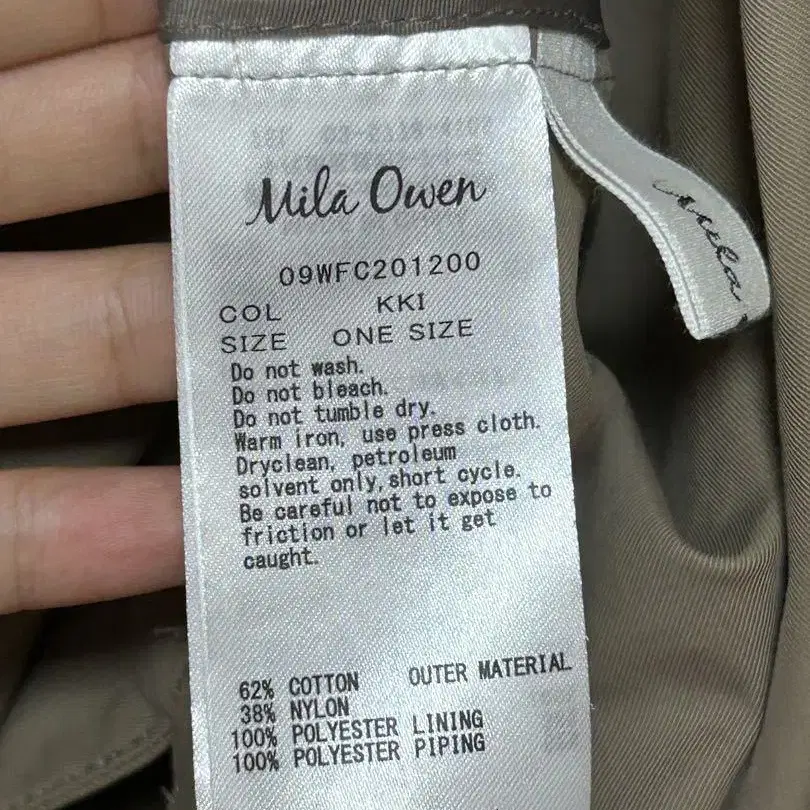 Mila Owen
09WFC201200
COL KKI
SIZE ONE SIZE
Do not wash.
Do not bleach.
Do not tumble dry.
Warm iron, use press cloth.
Dryclean, petroleum
solvent only,short cycle.
Be careful not to expose to
friction or let it get
caught.
62% COTTON OUTER MATERIAL
38% NYLON
100% POLYESTER LINING
100% POLYESTER PIPING
Mila